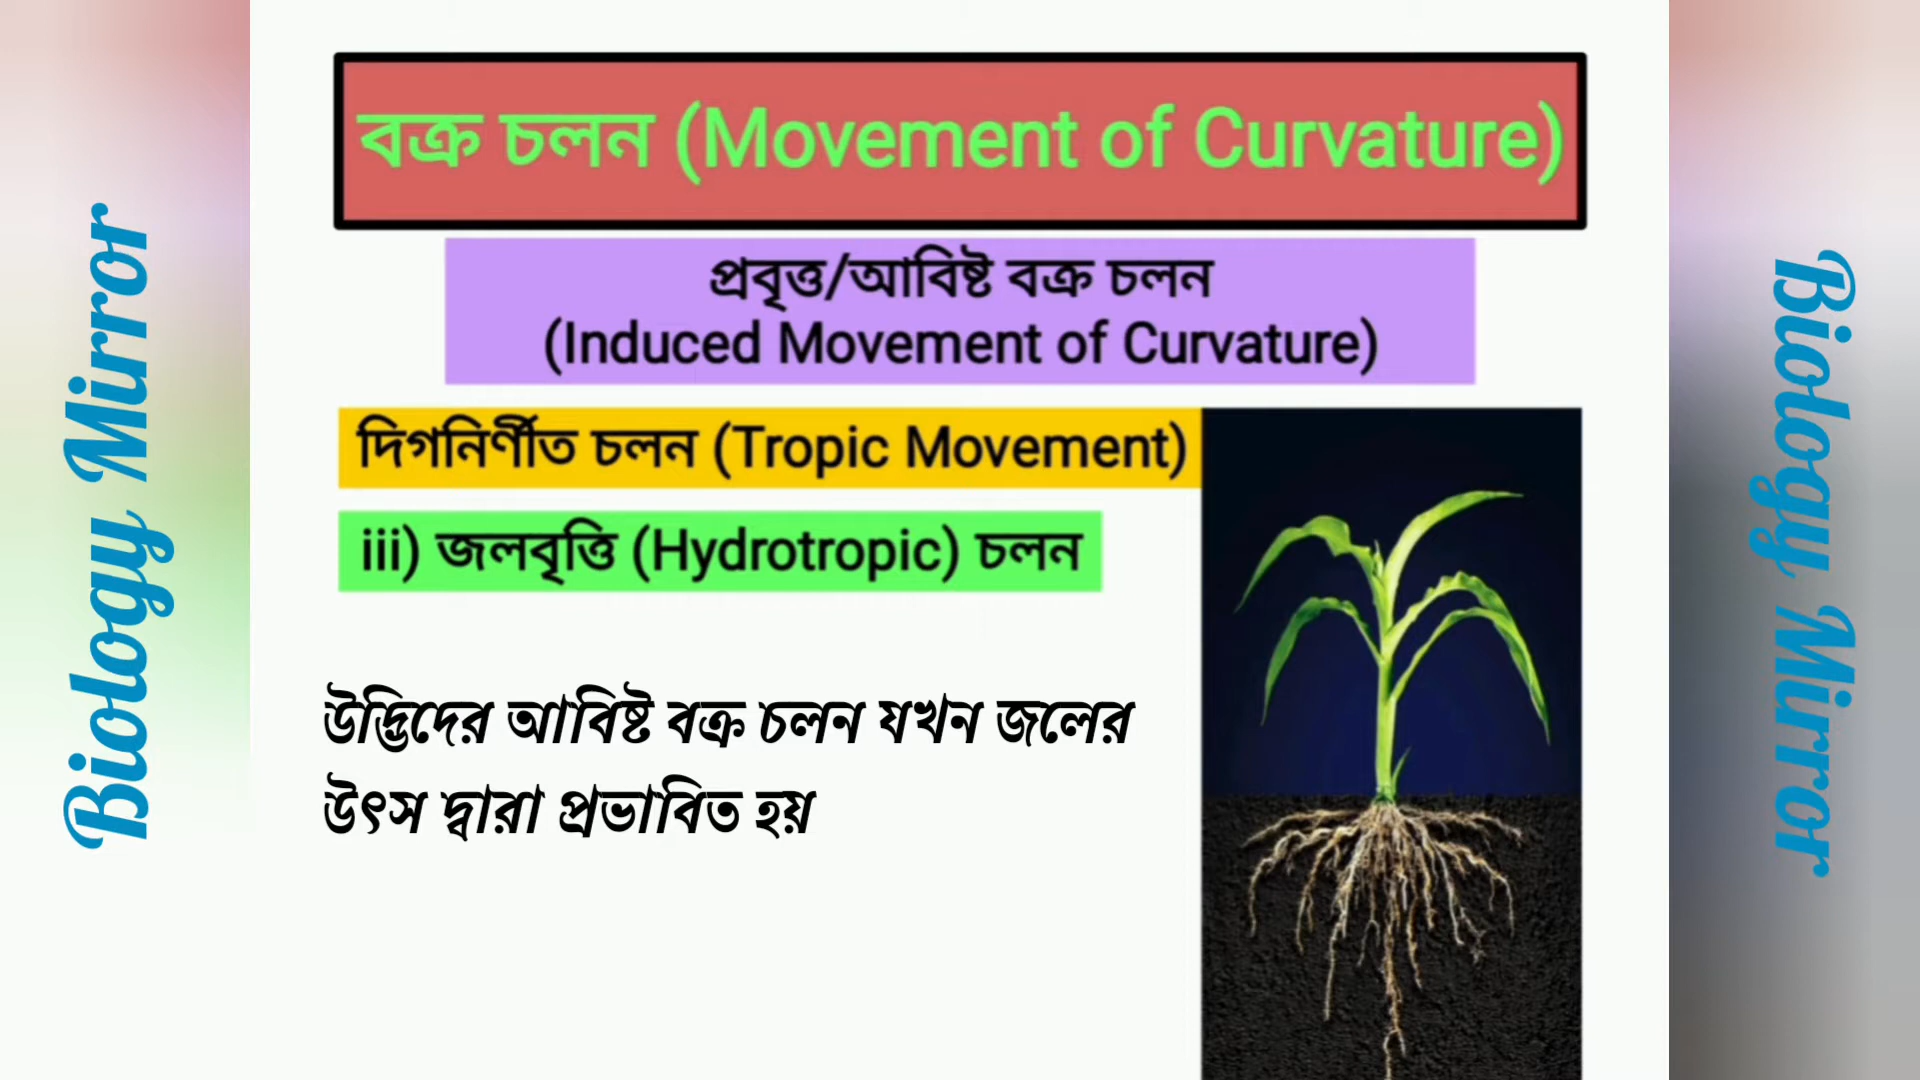 বক্র চলন (Movement of Curvature)
প্রবৃত্ত/আবিষ্ট বক্র চলন
(Induced Movement of Curvature)
দিগনির্ণীত চলন (Tropic Movement)
iii) জলবৃত্তি (Hydrotropic) চলন
উদ্ভিদের আবিষ্ট বক্র চলন যখন জলের
উৎস দ্বারা প্রভাবিত হয়
Biology Mirror
Biology Mirror